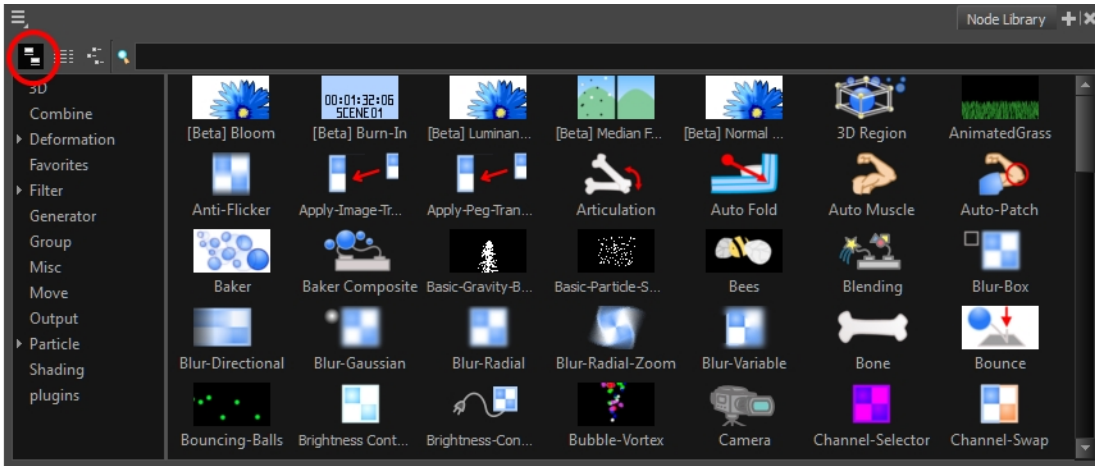 Node Library
3D
Combine
Deformation
Favorites
Filter
Generator
Group
Misc
Move
Output
Particle
Shading
plugins
00:01:32:06
SCENE01
[Beta] Bloom
[Beta] Burn-In
[Beta] Luminan...
[Beta] Median F...
[Beta] Normal ...
3D Region
AnimatedGrass
Anti-Flicker
Apply-Image-Tr...
Apply-Peg-Tran...
Articulation
Auto Fold
Auto Muscle
Auto-Patch
Baker
Baker Composite
Basic-Gravity-B...
Basic-Particle-S...
Bees
Blending
Blur-Box
Blur-Directional
Blur-Gaussian
Blur-Radial
Blur-Radial-Zoom
Blur-Variable
Bone
Bounce
Bouncing-Balls
Brightness Cont...
Brightness-Con...
Bubble-Vortex
Camera
Channel-Selector
Channel-Swap